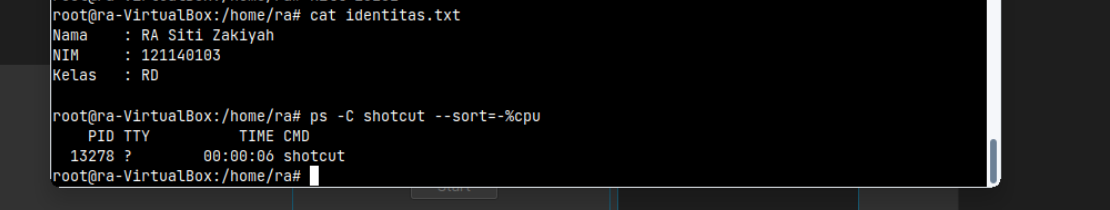 root@ra-VirtualBox:/home/ra# cat identitas.txt
Nama    : RA Siti Zakiyah
NIM     : 121140103
Kelas   : RD
root@ra-VirtualBox:/home/ra# ps -C shotcut --sort=-%cpu
    PID TTY          TIME CMD
  13278 ?        00:00:06 shotcut
root@ra-VirtualBox:/home/ra#
Start